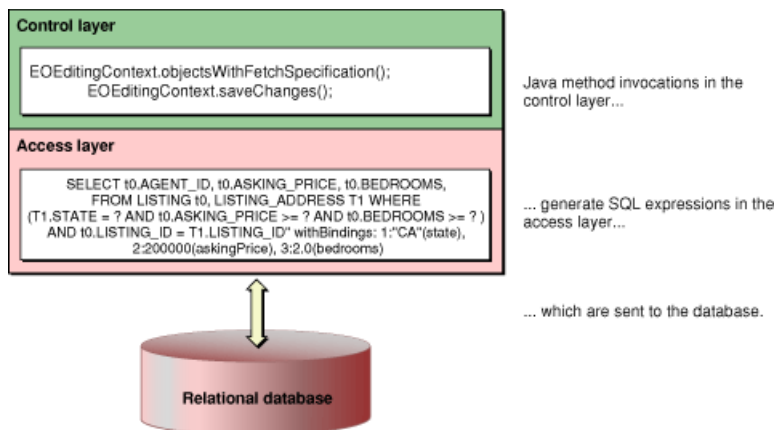 Control layer
EOEditingContext.objectsWithFetchSpecification();
EOEditingContext.saveChanges();
Java method invocations in the
control layer...
Access layer
SELECT t0.AGENT_ID, t0.ASKING_PRICE, t0.BEDROOMS,
FROM LISTING t0, LISTING_ADDRESS T1 WHERE
(T1.STATE = ? AND t0.ASKING_PRICE >= ? AND t0.BEDROOMS >= ? )
AND t0.LISTING_ID = T1.LISTING_ID" withBindings: 1:"CA"(state),
2:200000(askingPrice), 3:2.0(bedrooms)
... generate SQL expressions in the
access layer...
... which are sent to the database.
Relational database